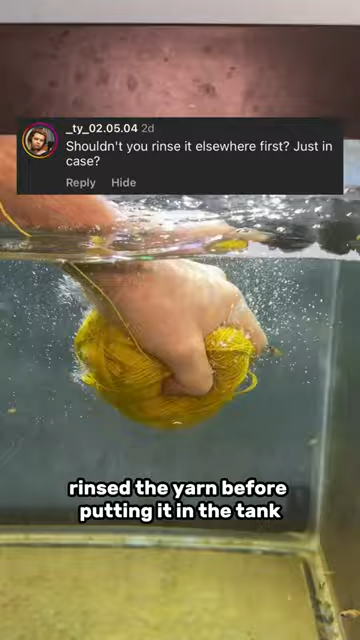 _ty_02.05.04 2d
Shouldn't you rinse it elsewhere first? Just in
case?
Reply Hide
rinsed the yarn before
putting it in the tank